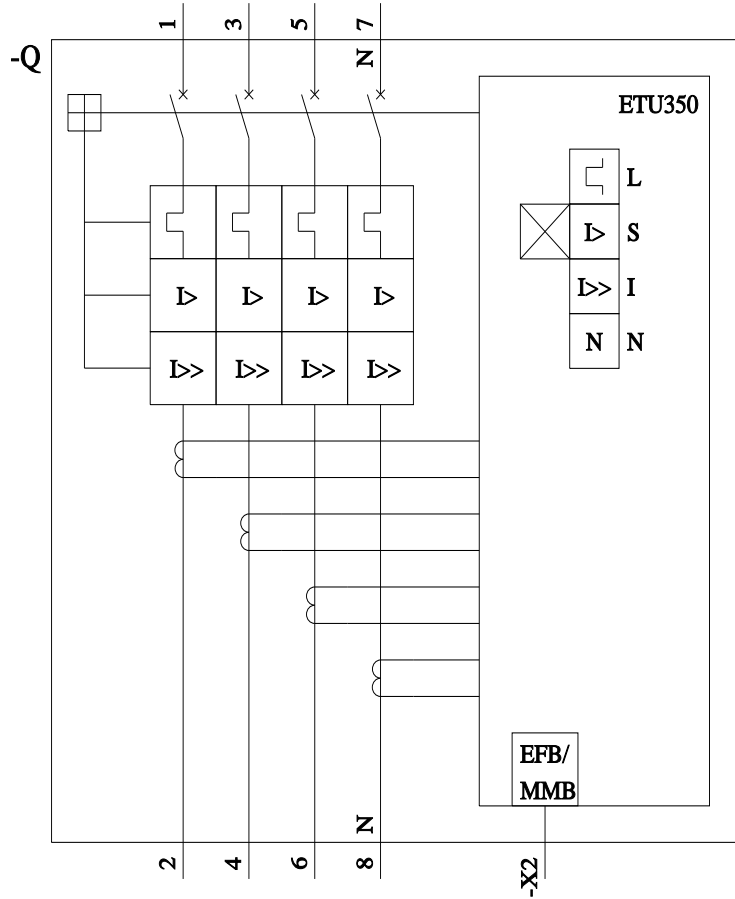 1 3 5 7
-Q
N
ETU350
L
I> S
I> I> I> I>
I>> I
I>> I>> I>> I>>
N N
EFB/
MMB
N
2 4 6 8
-X2